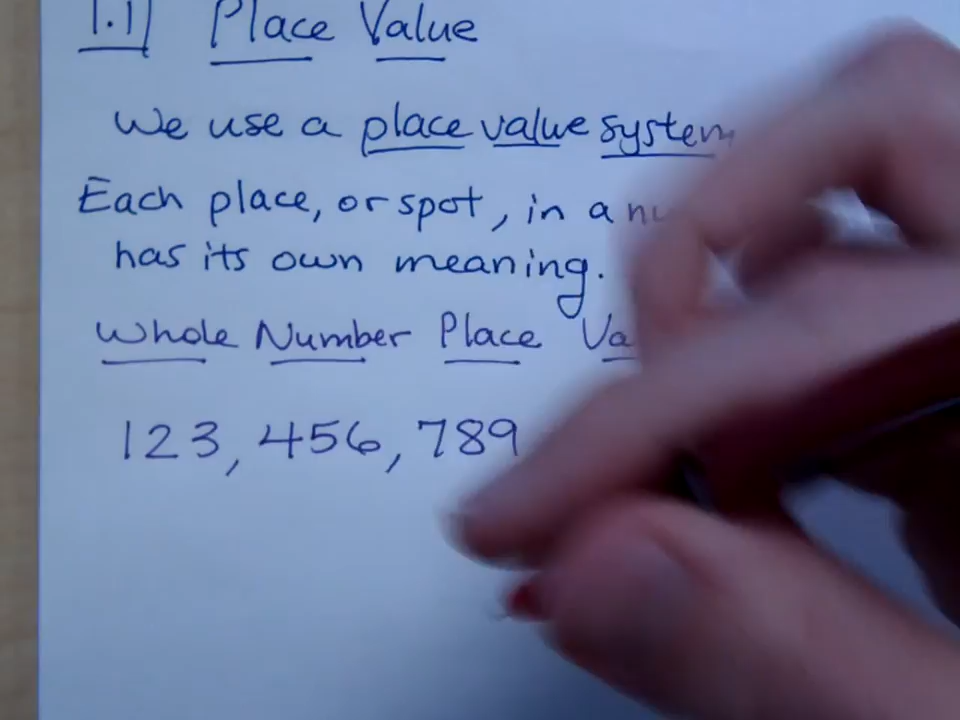 1.1 Place Value
We use a place value system
Each place, or spot, in a
has its own meaning.
Whole Number Place
123,456,789